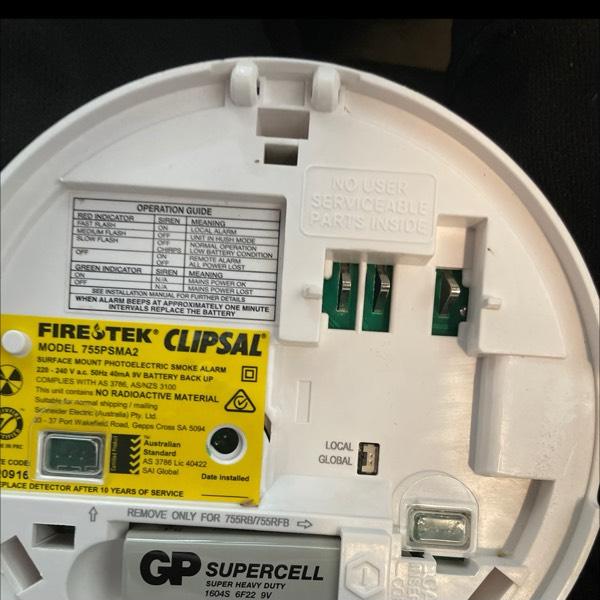 NO USER
SERVICEABLE
PARTS INSIDE
OPERATION GUIDE
RED INDICATOR SIREN MEANING
FAST FLASH ON LOCAL ALARM
MEDIUM FLASH OFF UNIT IN HUSH MODE
SLOW FLASH OFF NORMAL OPERATION
CHIRPS LOW BATTERY CONDITION
OFF ON REMOTE ALARM
OFF ALL POWER LOST
GREEN INDICATOR SIREN MEANING
ON N/A MAINS POWER OK
OFF N/A MAINS POWER LOST
SEE INSTALLATION MANUAL FOR FURTHER DETAILS
WHEN ALARM BEEPS AT APPROXIMATELY ONE MINUTE
INTERVALS REPLACE THE BATTERY
FIRETEK® CLIPSAL®
MODEL 755PSMA2
SURFACE MOUNT PHOTOELECTRIC SMOKE ALARM
220 - 240 V a.c. 50Hz 40mA 9V BATTERY BACK UP
COMPLIES WITH AS 3786, AS/NZS 3100
This unit contains NO RADIOACTIVE MATERIAL
Suitable for normal shipping / mailing
Schneider Electric (Australia) Pty. Ltd.
33 - 37 Port Wakefield Road, Gepps Cross SA 5094
Certified Product
Australian
Standard
AS 3786 Lic 40422
SAI Global
IN PRC
CODE:
0916
Date Installed
DETECTOR AFTER 10 YEARS OF SERVICE
LOCAL
GLOBAL
⇧ REMOVE ONLY FOR 755RB/755RFB ⇨
GP SUPERCELL
SUPER HEAVY DUTY
1604S 6F22 9V